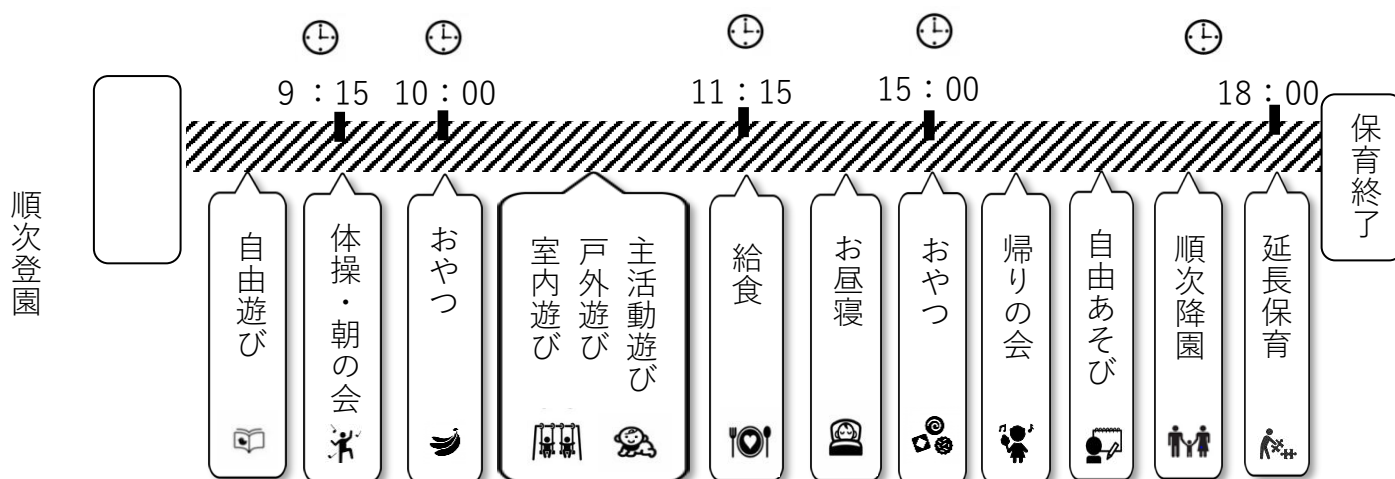 9：15
10：00
11：15
15：00
18：00
順次登園
自由遊び
体操・朝の会
おやつ
主活動遊び
戸外遊び
室内遊び
給食
お昼寝
おやつ
帰りの会
自由あそび
順次降園
延長保育
保育終了